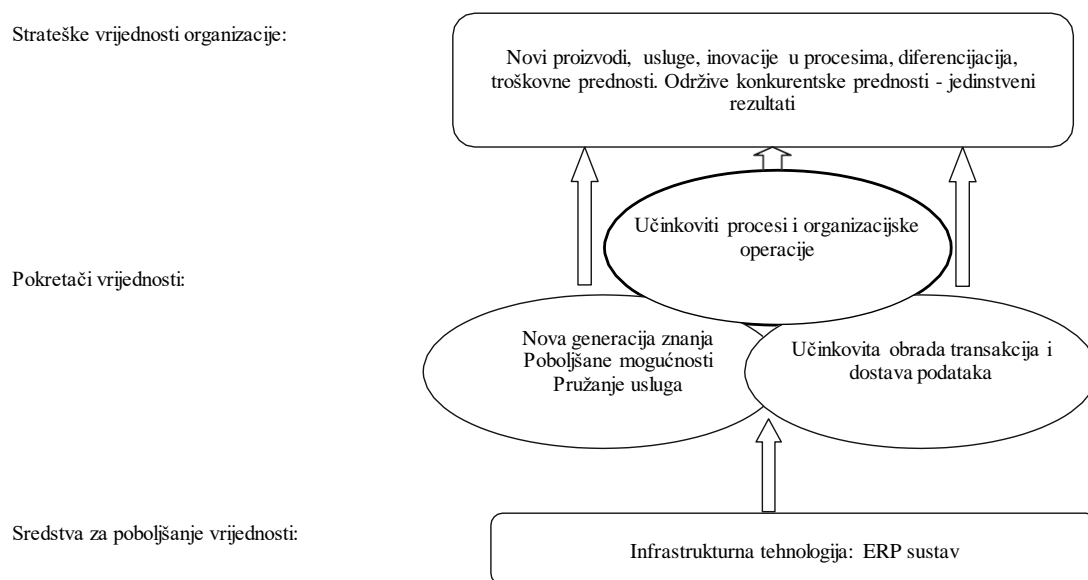 Strateške vrijednosti organizacije:
Novi proizvodi, usluge, inovacije u procesima, diferencijacija,
troškovne prednosti. Održive konkurentske prednosti - jedinstveni
rezultati
Učinkoviti procesi i organizacijske
operacije
Pokretači vrijednosti:
Nova generacija znanja
Poboljšane mogućnosti
Pružanje usluga
Učinkovita obrada transakcija i
dostava podataka
Sredstva za poboljšanje vrijednosti:
Infrastrukturna tehnologija: ERP sustav